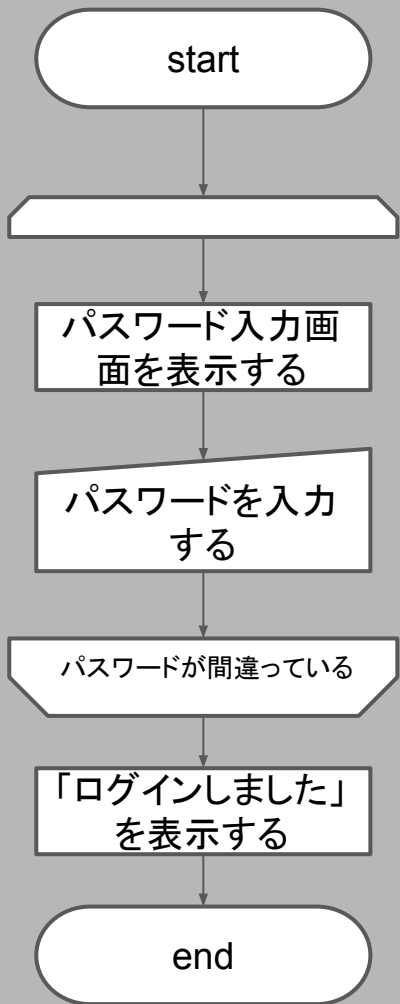 start
パスワード入力画
面を表示する
パスワードを入力
する
パスワードが間違っている
「ログインしました」
を表示する
end